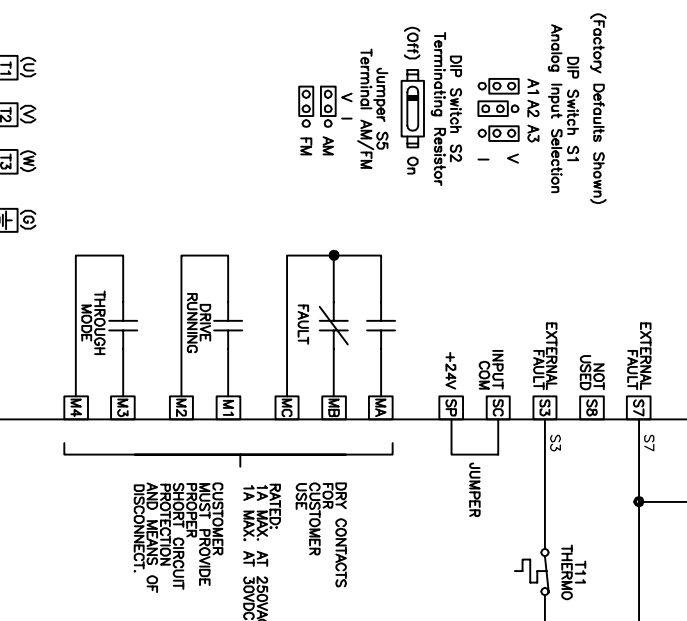 (Factory Defaults Shown)
DIP Switch S1
Analog Input Selection
A1 A2 A3
V
I
DIP Switch S2
Terminating Resistor
(Off)
On
Jumper S5
Terminal AM/FM
V I
AM
FM
(U)
T1
(V)
T2
(W)
T3
(G)
EXTERNAL
FAULT
S7
S7
NOT
USED
S8
EXTERNAL
FAULT
S3
S3
INPUT
COM
SC
+24V
SP
JUMPER
T11
THERMO
MA
MB
MC
FAULT
M1
M2
DRIVE
RUNNING
M3
M4
THROUGH
MODE
DRY CONTACTS
FOR
CUSTOMER
USE
RATED:
1A MAX. AT 250VAC
1A MAX. AT 30VDC
CUSTOMER
MUST PROVIDE
PROPER
SHORT CIRCUIT
PROTECTION
AND MEANS OF
DISCONNECT.